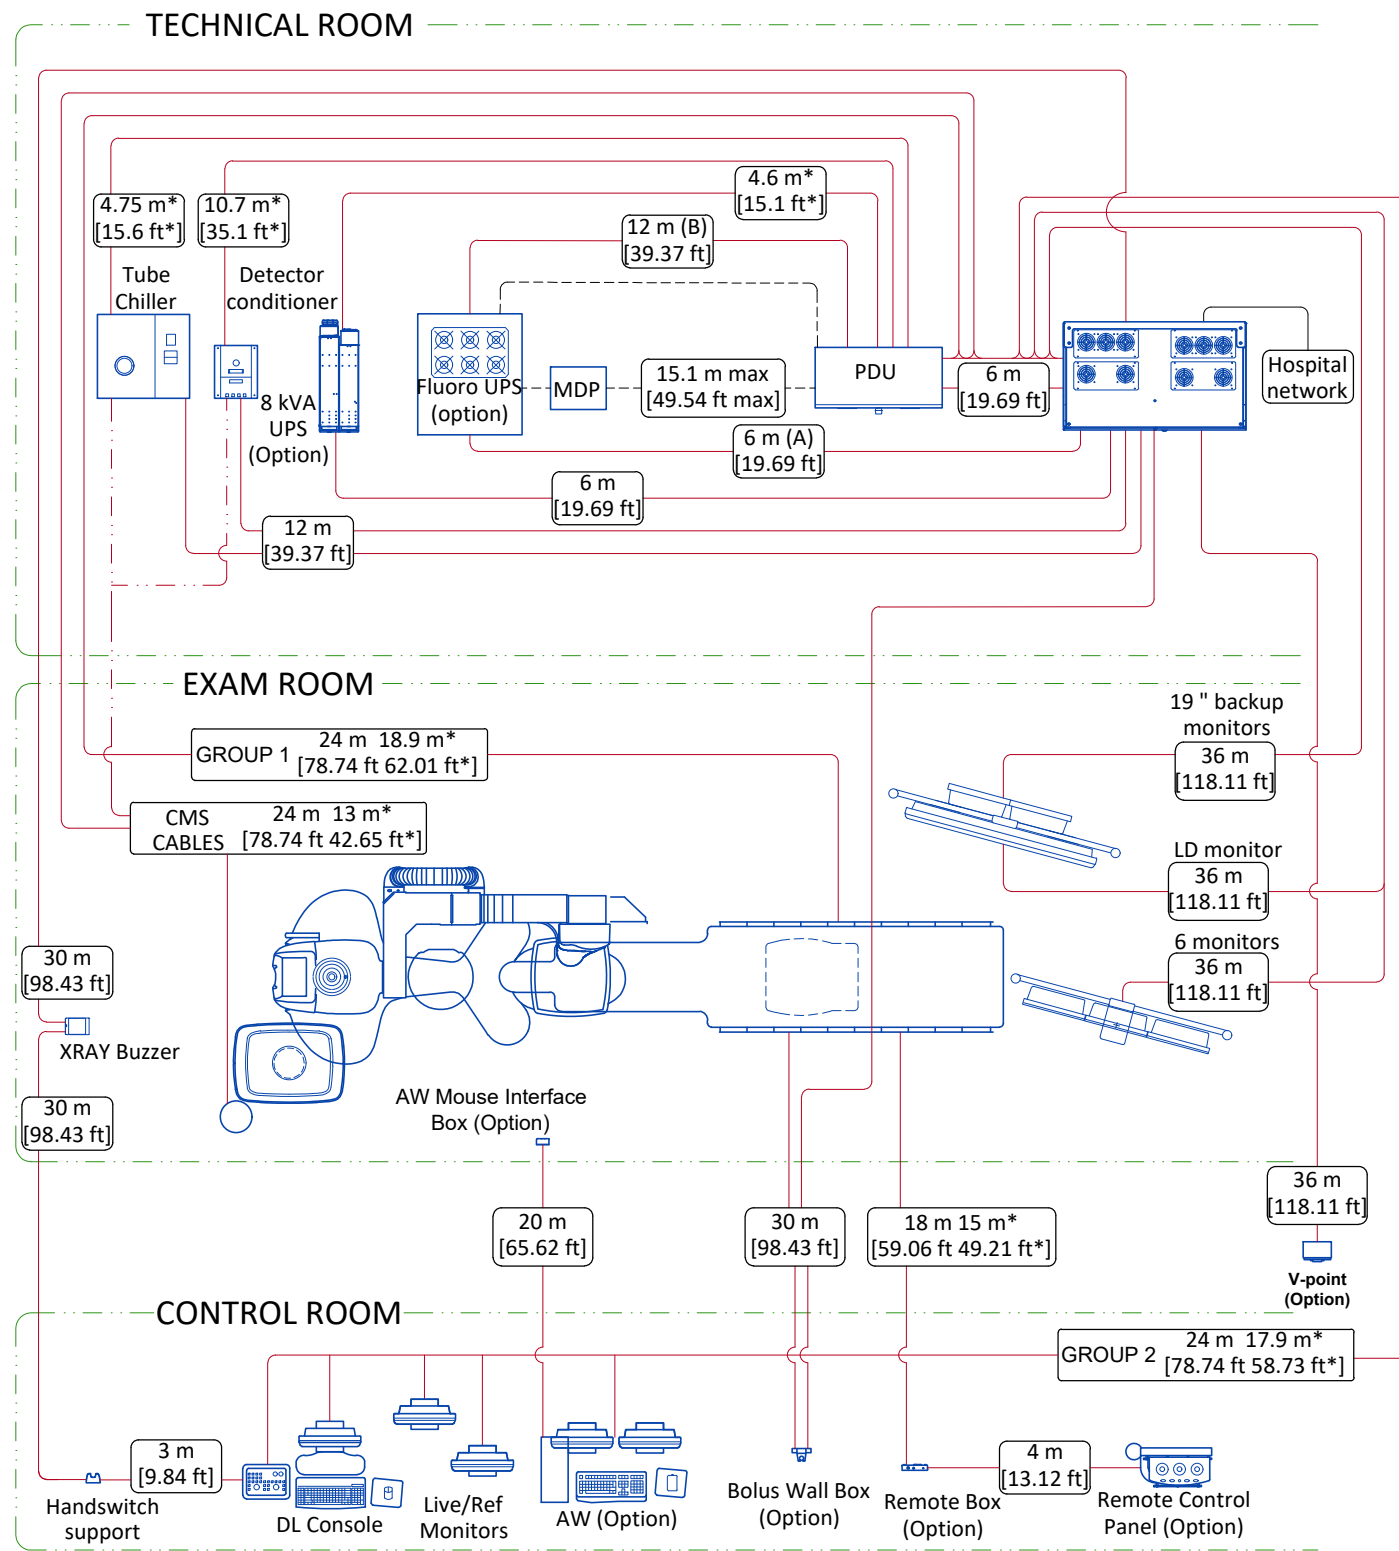 TECHNICAL ROOM
4.75 m*
[15.6 ft*]
10.7 m*
[35.1 ft*]
4.6 m*
[15.1 ft*]
12 m (B)
[39.37 ft]
Tube
Chiller
Detector
conditioner
8 kVA
UPS
(Option)
Fluoro UPS
(option)
MDP
15.1 m max
[49.54 ft max]
PDU
6 m
[19.69 ft]
Hospital
network
6 m (A)
[19.69 ft]
6 m
[19.69 ft]
12 m
[39.37 ft]
EXAM ROOM
GROUP 1
24 m 18.9 m*
[78.74 ft 62.01 ft*]
CMS
CABLES
24 m 13 m*
[78.74 ft 42.65 ft*]
19 " backup
monitors
36 m
[118.11 ft]
LD monitor
36 m
[118.11 ft]
6 monitors
36 m
[118.11 ft]
30 m
[98.43 ft]
XRAY Buzzer
30 m
[98.43 ft]
AW Mouse Interface
Box (Option)
20 m
[65.62 ft]
30 m
[98.43 ft]
18 m 15 m*
[59.06 ft 49.21 ft*]
36 m
[118.11 ft]
V-point
(Option)
CONTROL ROOM
GROUP 2
24 m 17.9 m*
[78.74 ft 58.73 ft*]
3 m
[9.84 ft]
Handswitch
support
DL Console
Live/Ref
Monitors
AW (Option)
Bolus Wall Box
(Option)
Remote Box
(Option)
4 m
[13.12 ft]
Remote Control
Panel (Option)